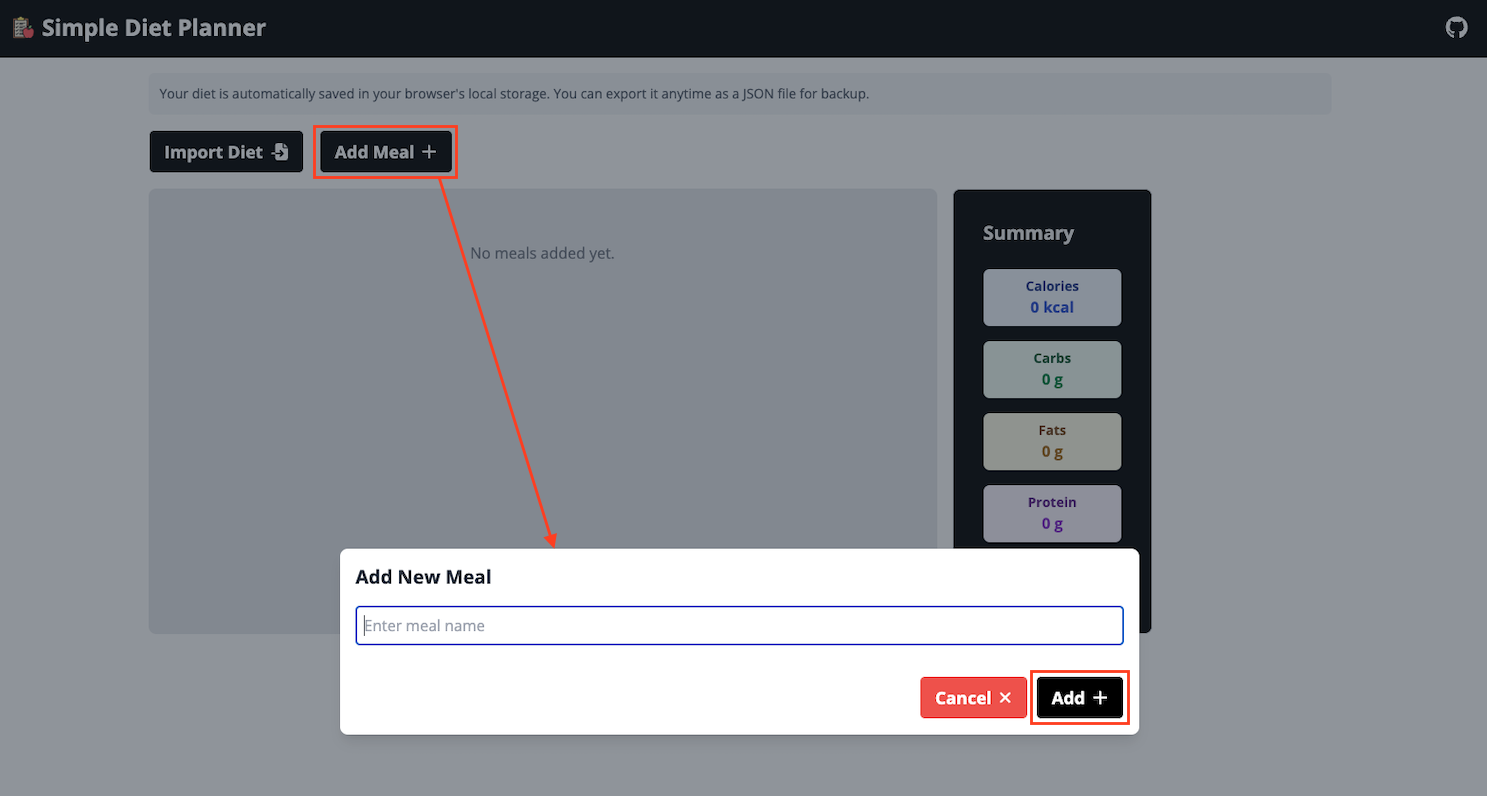 Simple Diet Planner
Your diet is automatically saved in your browser's local storage. You can export it anytime as a JSON file for backup.
Import Diet
Add Meal +
No meals added yet.
Summary
Calories
0 kcal
Carbs
0 g
Fats
0 g
Protein
0 g
Add New Meal
Enter meal name
Cancel ×
Add +